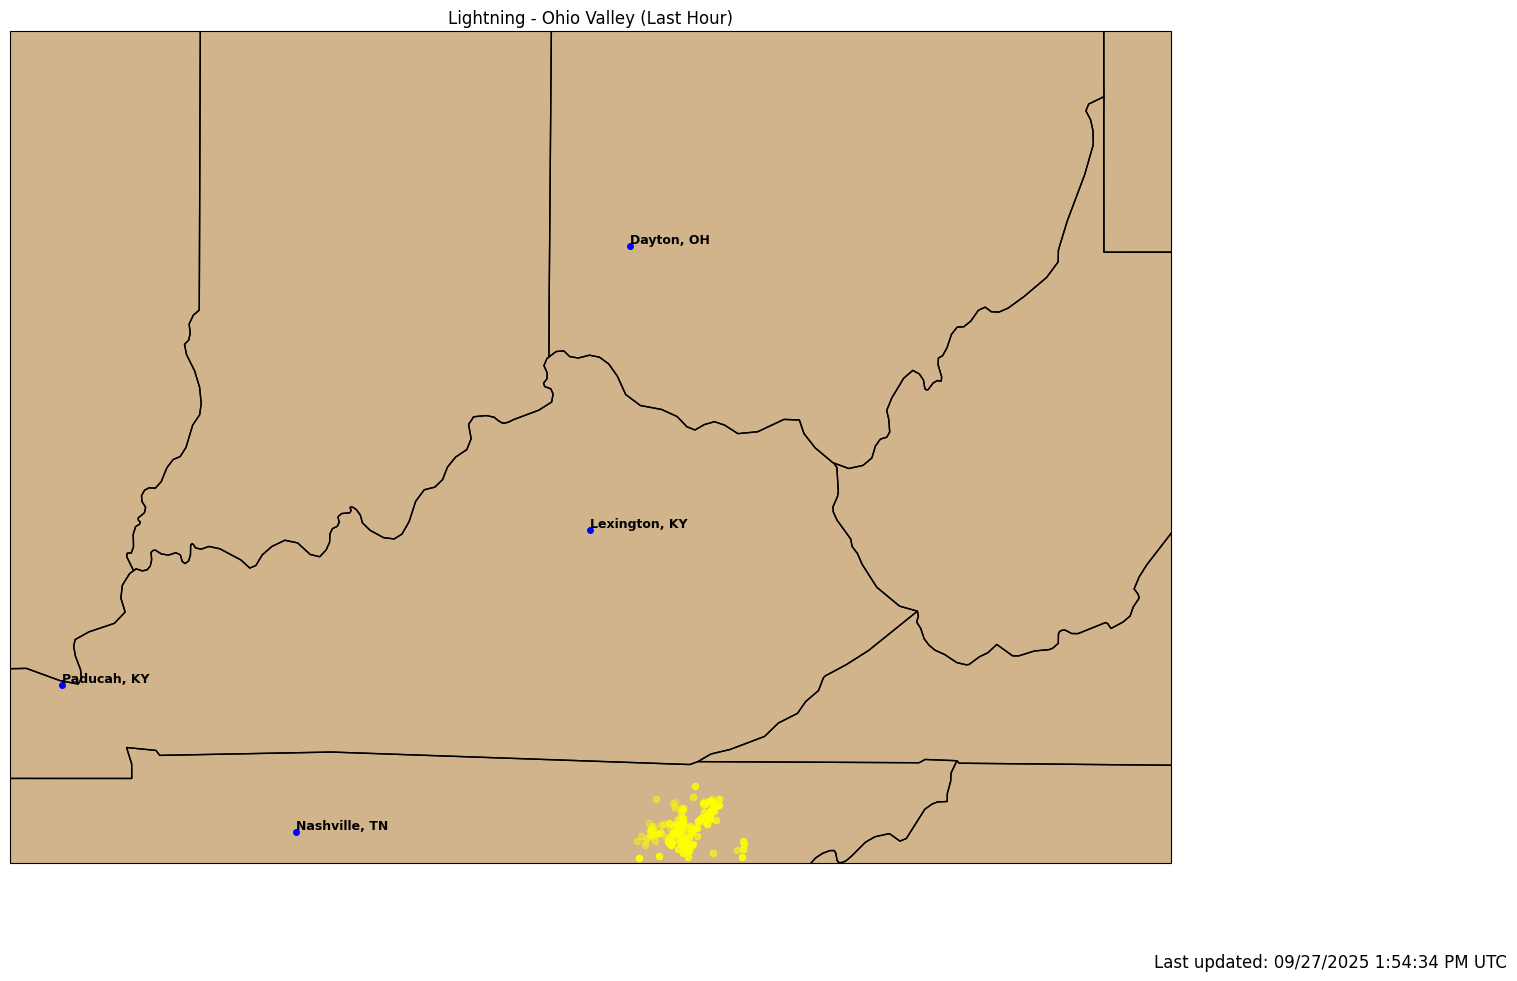 Lightning - Ohio Valley (Last Hour)
Dayton, OH
Lexington, KY
Paducah, KY
Nashville, TN
Last updated: 09/27/2025 1:54:34 PM UTC